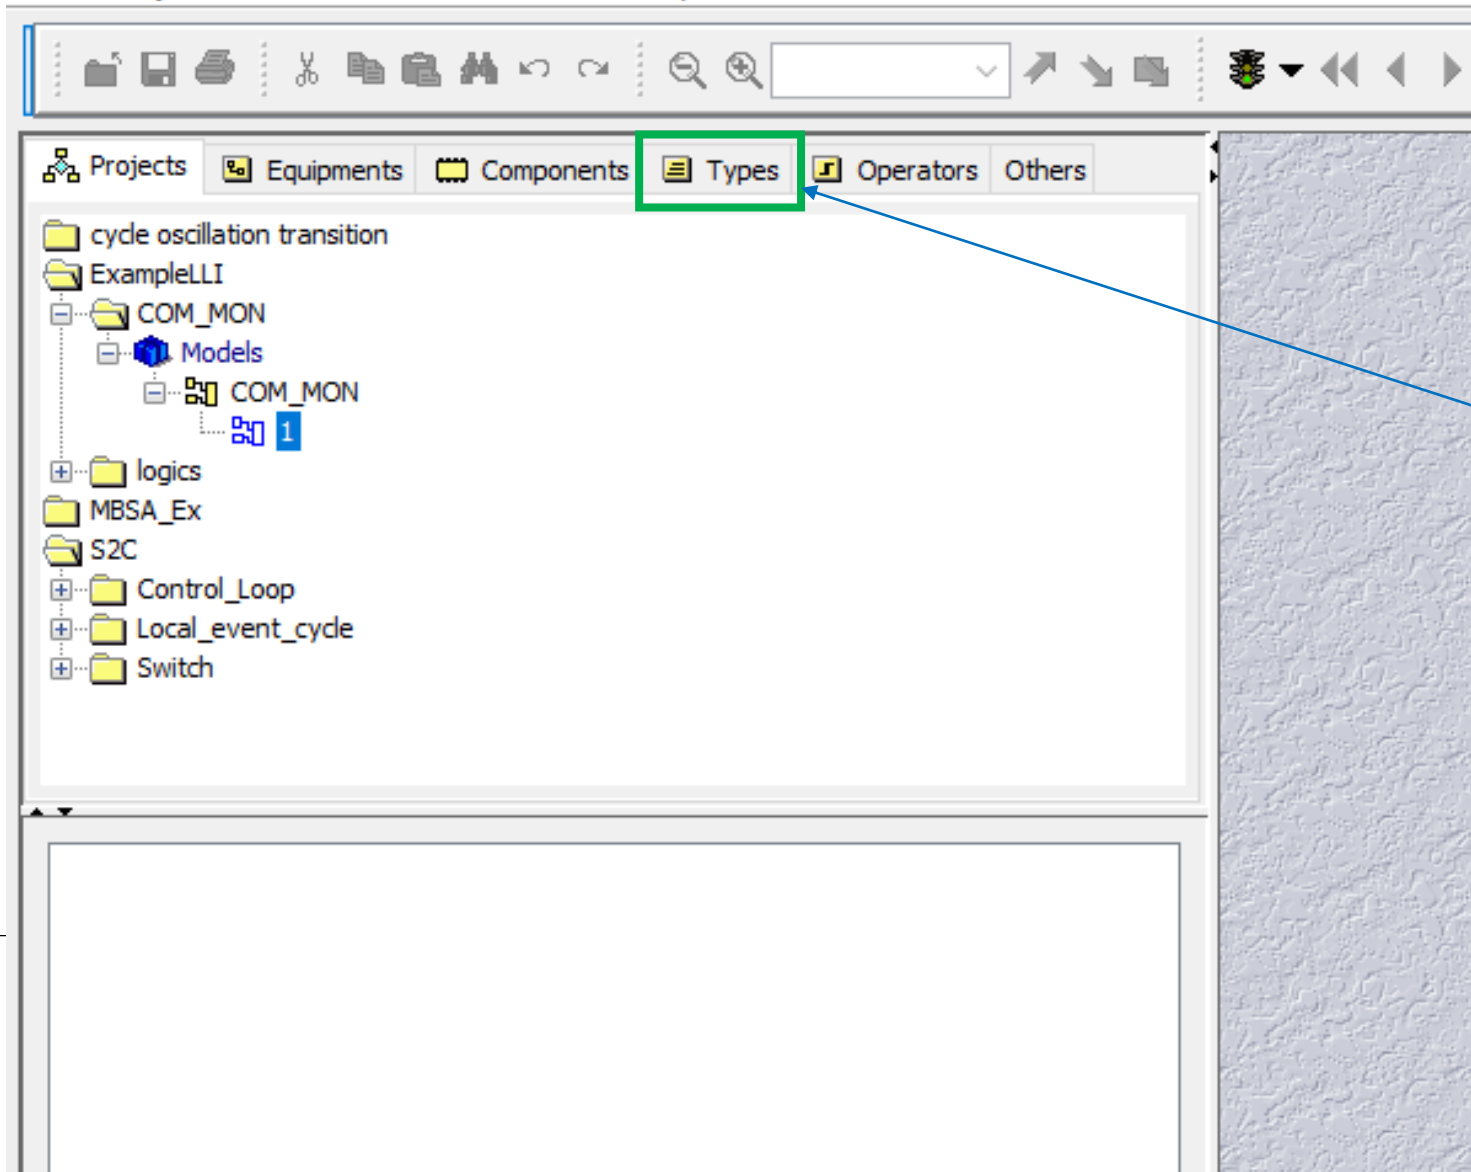 Projects Equipments Components Types Operators Others
cycle oscillation transition
ExampleLLI
COM_MON
Models
COM_MON
1
logics
MBSA_Ex
S2C
Control_Loop
Local_event_cycle
Switch